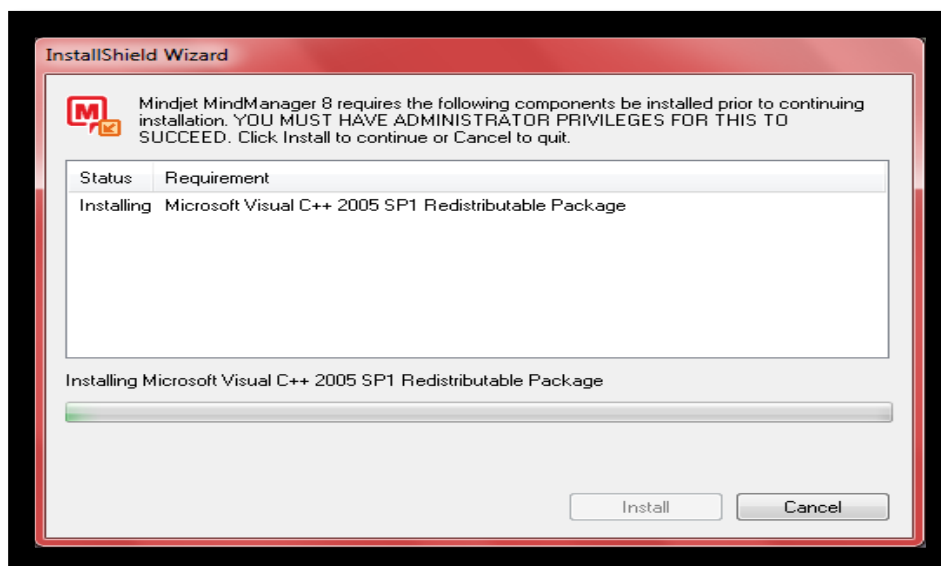 InstallShield Wizard
M
Mindjet MindManager 8 requires the following components be installed prior to continuing
installation. YOU MUST HAVE ADMINISTRATOR PRIVILEGES FOR THIS TO
SUCCEED. Click Install to continue or Cancel to quit.
Status Requirement
Installing Microsoft Visual C++ 2005 SP1 Redistributable Package
Installing Microsoft Visual C++ 2005 SP1 Redistributable Package
Install Cancel